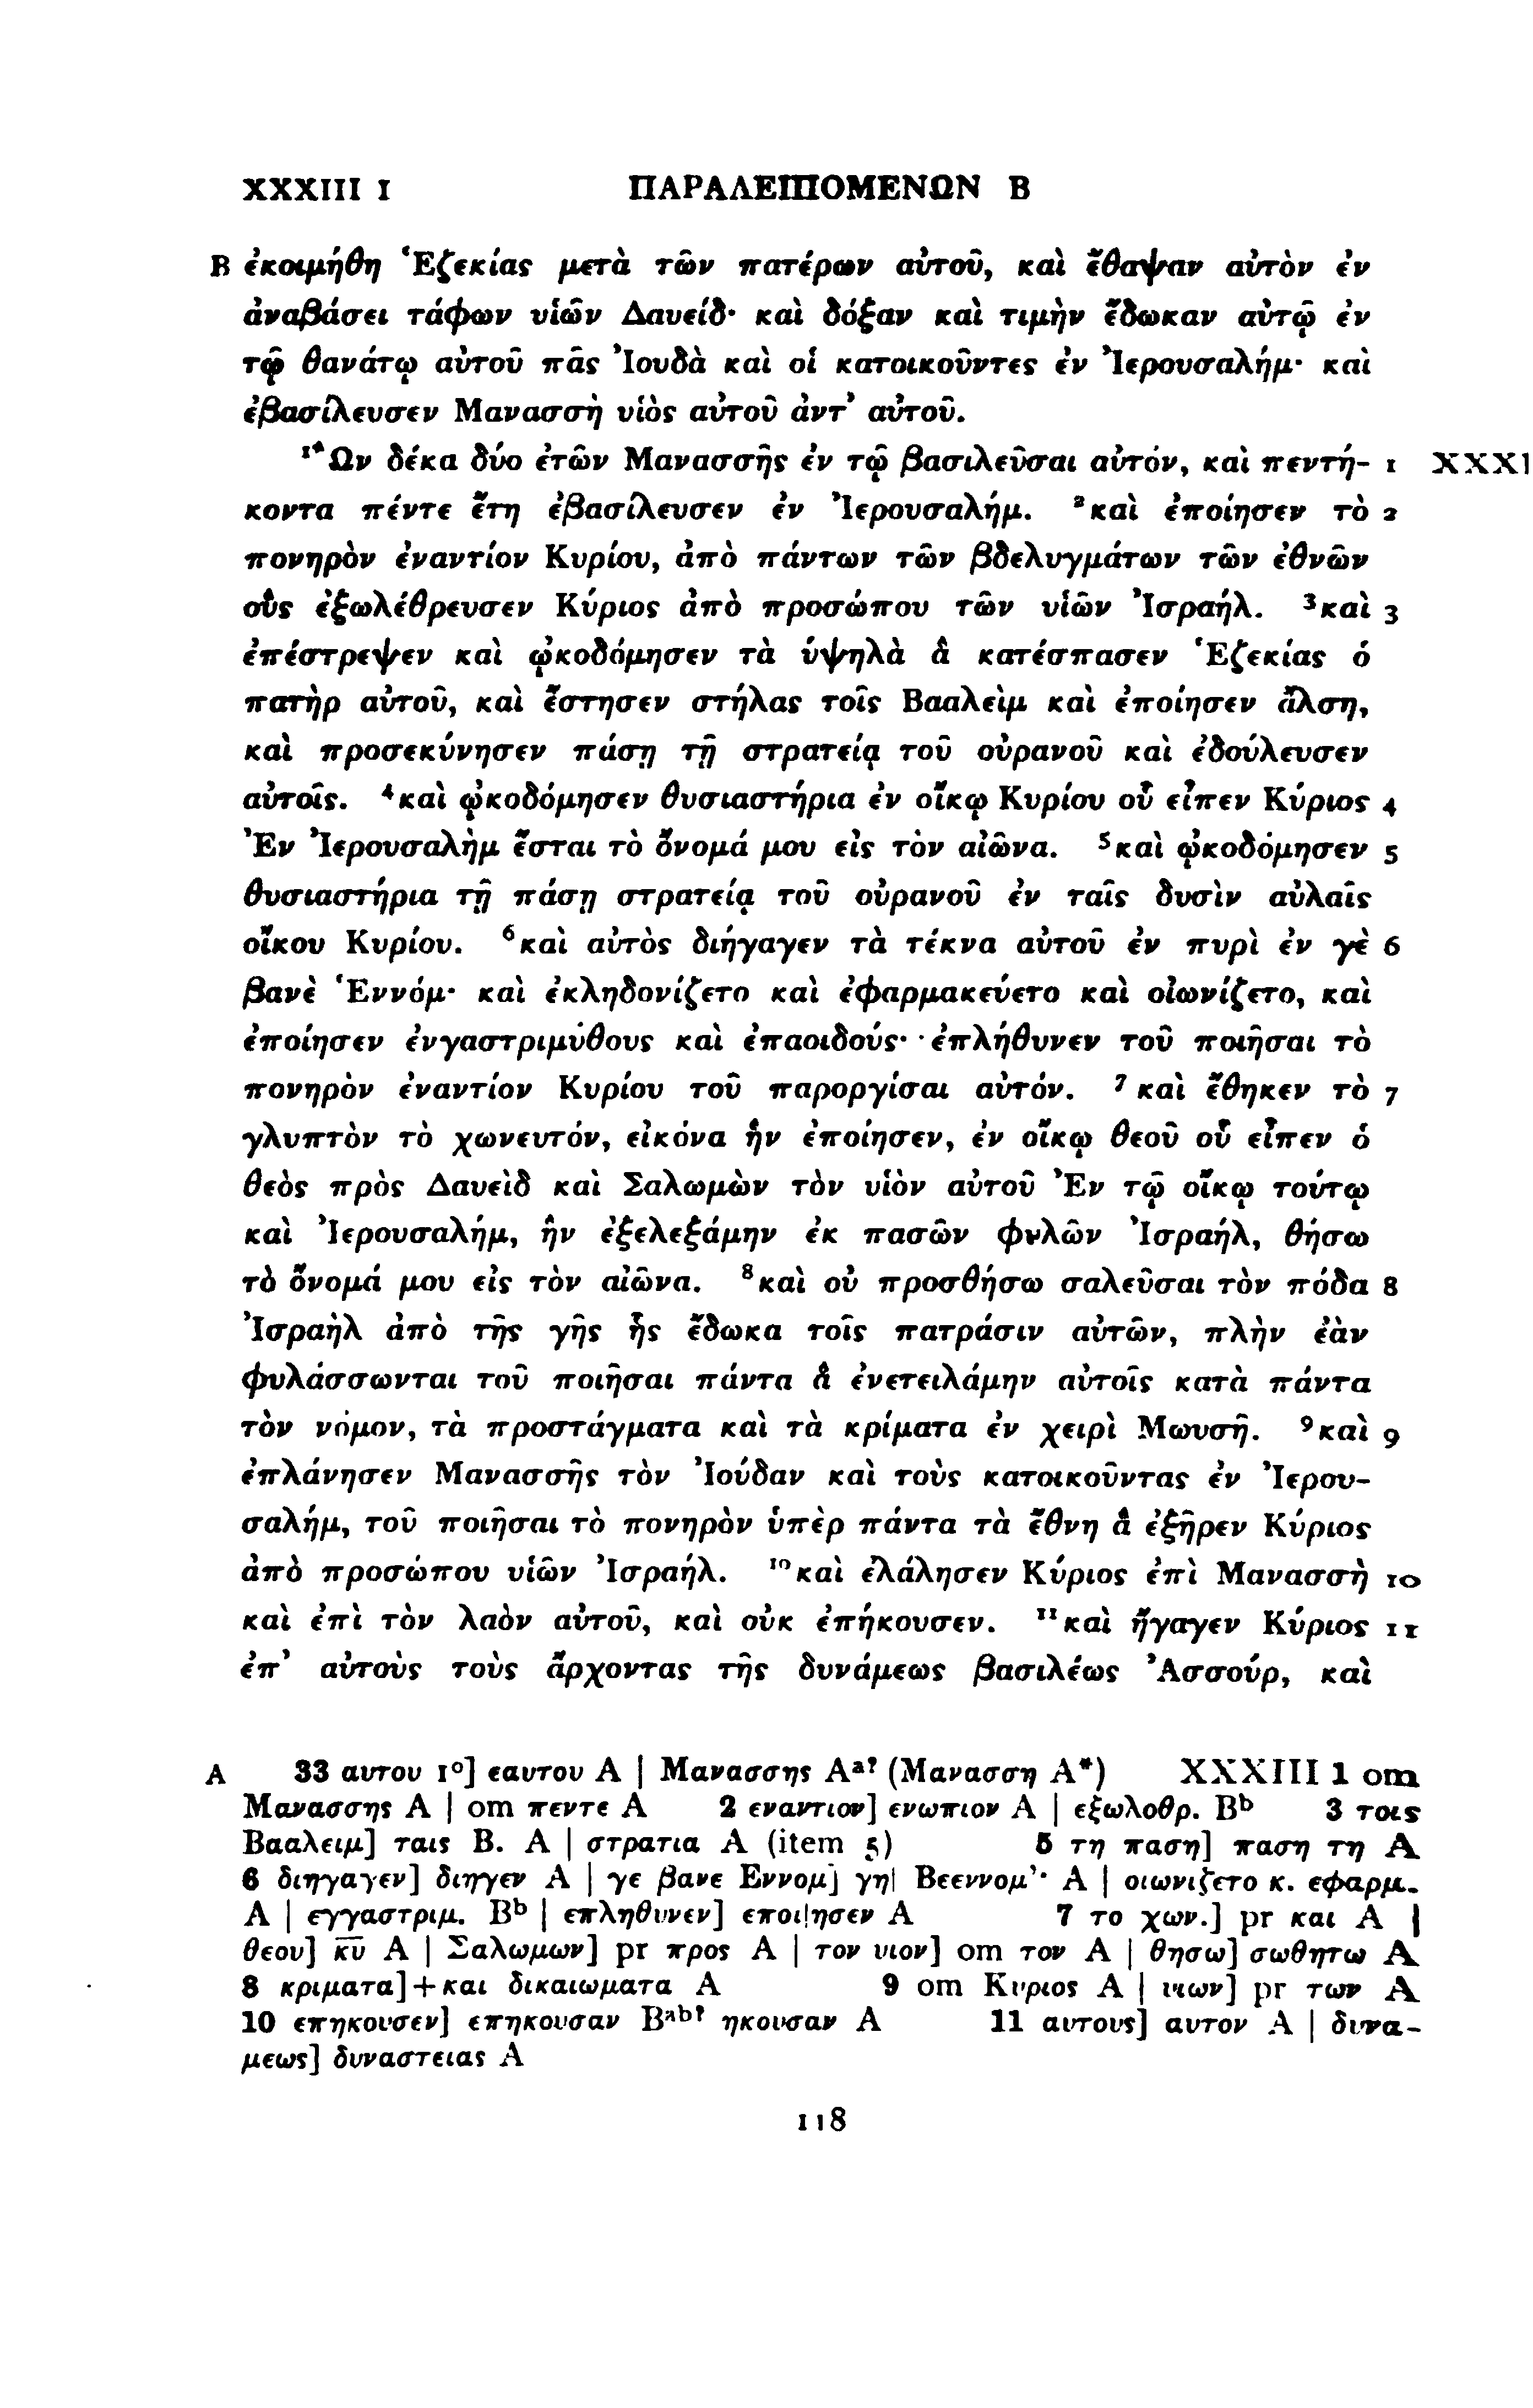 XXXIII 1 ΠΑΡΑΛΕΙΠΟΜΕΝΩΝ Β
B ἐκοιμήθη Ἑζεκίας μετὰ τῶν πατέρων αὐτοῦ, καὶ ἔθαψαν αὐτὸν ἐν
ἀναβάσει τάφων υἱῶν Δαυείδ· καὶ δόξαν καὶ τιμὴν ἔδωκαν αὐτῷ ἐν
τῷ θανάτῳ αὐτοῦ πᾶς Ἰουδὰ καὶ οἱ κατοικοῦντες ἐν Ἰερουσαλήμ· καὶ
ἐβασίλευσεν Μανασσὴ υἱὸς αὐτοῦ ἀντ᾽ αὐτοῦ.
¹Ὢν δέκα δύο ἐτῶν Μανασσῆς ἐν τῷ βασιλεῦσαι αὐτόν, καὶ πεντή- 1 XXXI
κοντα πέντε ἔτη ἐβασίλευσεν ἐν Ἰερουσαλήμ. ²καὶ ἐποίησεν τὸ 2
πονηρὸν ἐναντίον Κυρίου, ἀπὸ πάντων τῶν βδελυγμάτων τῶν ἐθνῶν
οὓς ἐξωλέθρευσεν Κύριος ἀπὸ προσώπου τῶν υἱῶν Ἰσραήλ. ³καὶ 3
ἐπέστρεψεν καὶ ᾠκοδόμησεν τὰ ὑψηλὰ ἃ κατέσπασεν Ἑζεκίας ὁ
πατὴρ αὐτοῦ, καὶ ἔστησεν στήλας τοῖς Βααλεὶμ καὶ ἐποίησεν ἄλση,
καὶ προσεκύνησεν πάσῃ τῇ στρατείᾳ τοῦ οὐρανοῦ καὶ ἐδούλευσεν
αὐτοῖς. ⁴καὶ ᾠκοδόμησεν θυσιαστήρια ἐν οἴκῳ Κυρίου οὗ εἶπεν Κύριος 4
Ἐν Ἰερουσαλὴμ ἔσται τὸ ὄνομά μου εἰς τὸν αἰῶνα. ⁵καὶ ᾠκοδόμησεν 5
θυσιαστήρια τῇ πάσῃ στρατείᾳ τοῦ οὐρανοῦ ἐν ταῖς δυσὶν αὐλαῖς
οἴκου Κυρίου. ⁶καὶ αὐτὸς διήγαγεν τὰ τέκνα αὐτοῦ ἐν πυρὶ ἐν γὲ 6
βανὲ Ἑννόμ· καὶ ἐκληδονίζετο καὶ ἐφαρμακεύετο καὶ οἰωνίζετο, καὶ
ἐποίησεν ἐνγαστριμύθους καὶ ἐπαοιδούς· ἐπλήθυνεν τοῦ ποιῆσαι τὸ
πονηρὸν ἐναντίον Κυρίου τοῦ παροργίσαι αὐτόν. ⁷καὶ ἔθηκεν τὸ 7
γλυπτὸν τὸ χωνευτόν, εἰκόνα ἣν ἐποίησεν, ἐν οἴκῳ θεοῦ οὗ εἶπεν ὁ
θεὸς πρὸς Δαυεὶδ καὶ Σαλωμὼν τὸν υἱὸν αὐτοῦ Ἐν τῷ οἴκῳ τούτῳ
καὶ Ἰερουσαλήμ, ἣν ἐξελεξάμην ἐκ πασῶν φυλῶν Ἰσραήλ, θήσω
τὸ ὄνομά μου εἰς τὸν αἰῶνα. ⁸καὶ οὐ προσθήσω σαλεῦσαι τὸν πόδα 8
Ἰσραὴλ ἀπὸ τῆς γῆς ἧς ἔδωκα τοῖς πατράσιν αὐτῶν, πλὴν ἐὰν
φυλάσσωνται τοῦ ποιῆσαι πάντα ἃ ἐνετειλάμην αὐτοῖς κατὰ πάντα
τὸν νόμον, τὰ προστάγματα καὶ τὰ κρίματα ἐν χειρὶ Μωυσῆ. ⁹καὶ 9
ἐπλάνησεν Μανασσῆς τὸν Ἰούδαν καὶ τοὺς κατοικοῦντας ἐν Ἰερου-
σαλήμ, τοῦ ποιῆσαι τὸ πονηρὸν ὑπὲρ πάντα τὰ ἔθνη ἃ ἐξῆρεν Κύριος
ἀπὸ προσώπου υἱῶν Ἰσραήλ. ¹⁰καὶ ἐλάλησεν Κύριος ἐπὶ Μανασσὴ 10
καὶ ἐπὶ τὸν λαὸν αὐτοῦ, καὶ οὐκ ἐπήκουσεν. ¹¹καὶ ἤγαγεν Κύριος 11
ἐπ᾽ αὐτοὺς τοὺς ἄρχοντας τῆς δυνάμεως βασιλέως Ἀσσούρ, καὶ
A 33 αυτου 1°] εαυτου A | Μανασσης Aᵃ? (Μανασση A*) XXXIII 1 om
Μανασσης A | om πεντε A 2 εναντιον] ενωπιον A | εξωλοθρ. Bᵇ 3 τοις
Βααλειμ] ταις Β. A | στρατια A (item 5) 5 τη παση] παση τη A
6 διηγαγεν] διηγεν A | γε βανε Εννομ] γη| Βεεννομ’· A | οιωνιζετο κ. εφαρμ.
A | εγγαστριμ. Bᵇ | επληθυνεν] εποι|ησεν A 7 το χων.] pr και A |
θεου] κ̅υ̅ A | Σαλωμων] pr προς A | τον υιον] om τον A | θησω] σωθητω A
8 κριματα]+και δικαιωματα A 9 om Κυριος A | υιων] pr των A
10 επηκουσεν] επηκουσαν Bᵃᵇ? ηκουσαν A 11 αυτους] αυτον A | δυνα-
μεως] δυναστειας A
118